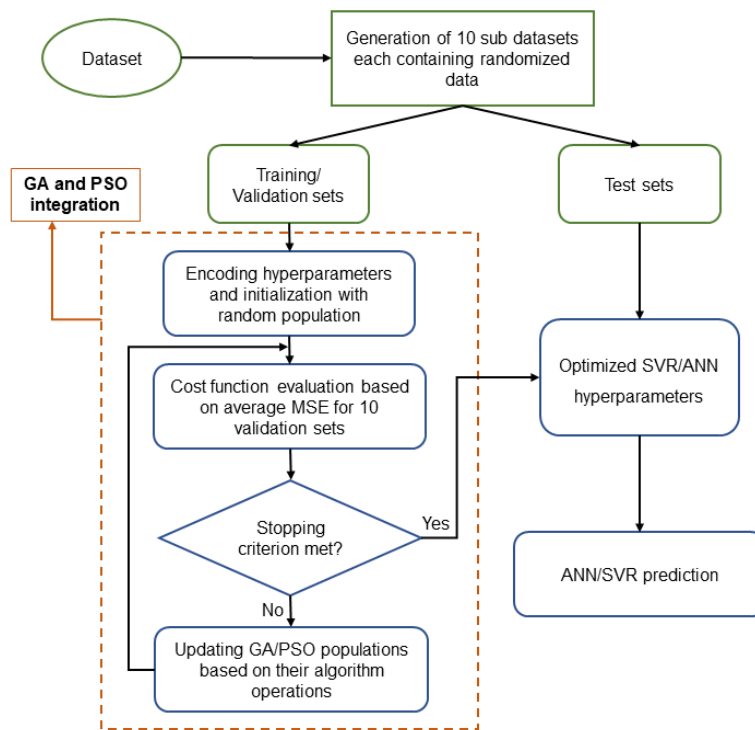 Dataset
Generation of 10 sub datasets
each containing randomized
data
Training/
Validation sets
Test sets
GA and PSO
integration
Encoding hyperparameters
and initialization with
random population
Cost function evaluation based
on average MSE for 10
validation sets
Optimized SVR/ANN
hyperparameters
Stopping
criterion met?
Yes
No
ANN/SVR prediction
Updating GA/PSO populations
based on their algorithm
operations